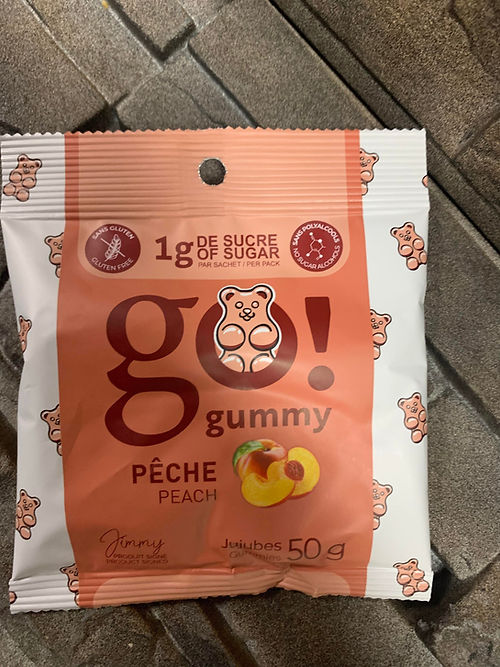 SANS GLUTEN
GLUTEN FREE
1g DE SUCRE
OF SUGAR
PAR SACHET / PER PACK
SANS POLYALCOOLS
NO SUGAR ALCOHOLS
go!
gummy
PÊCHE
PEACH
Jimmy
PRODUIT SIGNÉ
PRODUCT SIGNED
Jujubes
Gummies 50 g